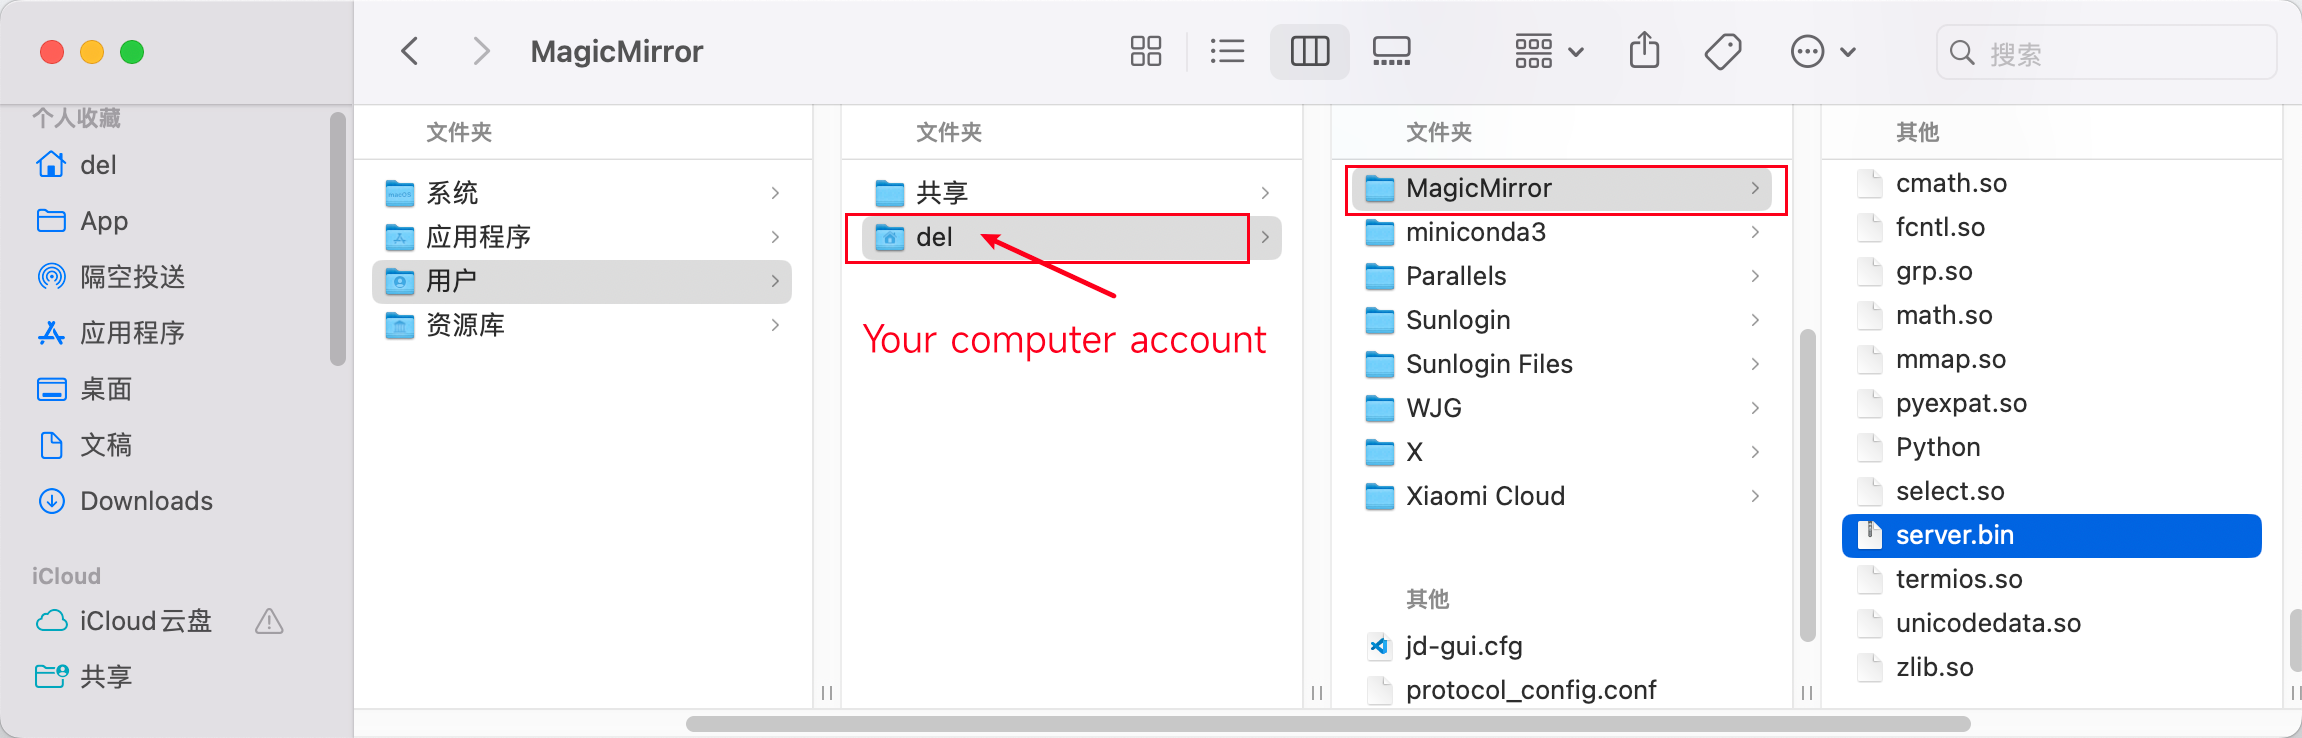 MagicMirror
搜索
个人收藏
del
App
隔空投送
应用程序
桌面
文稿
Downloads
iCloud
iCloud云盘
共享
文件夹
系统
应用程序
用户
资源库
文件夹
共享
del
Your computer account
文件夹
MagicMirror
miniconda3
Parallels
Sunlogin
Sunlogin Files
WJG
X
Xiaomi Cloud
其他
jd-gui.cfg
protocol_config.conf
其他
cmath.so
fcntl.so
grp.so
math.so
mmap.so
pyexpat.so
Python
select.so
server.bin
termios.so
unicodedata.so
zlib.so